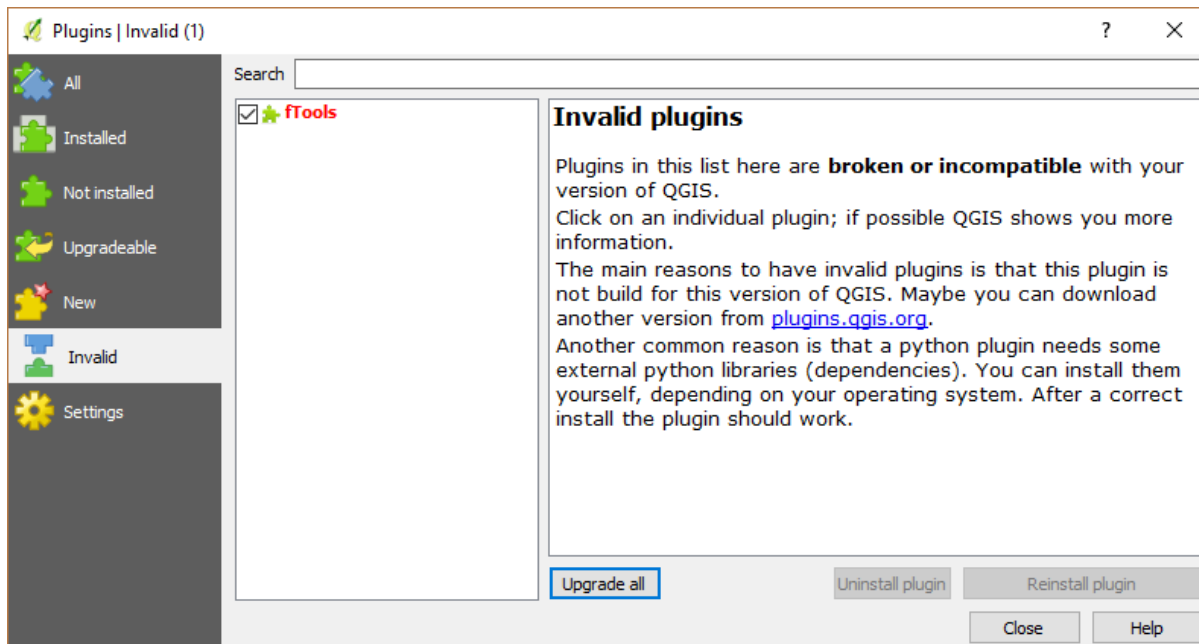 Plugins | Invalid (1)
?
All
Installed
Not installed
Upgradeable
New
Invalid
Settings
Search
fTools
Invalid plugins
Plugins in this list here are broken or incompatible with your
version of QGIS.
Click on an individual plugin; if possible QGIS shows you more
information.
The main reasons to have invalid plugins is that this plugin is
not build for this version of QGIS. Maybe you can download
another version from plugins.qgis.org.
Another common reason is that a python plugin needs some
external python libraries (dependencies). You can install them
yourself, depending on your operating system. After a correct
install the plugin should work.
Upgrade all
Uninstall plugin
Reinstall plugin
Close
Help